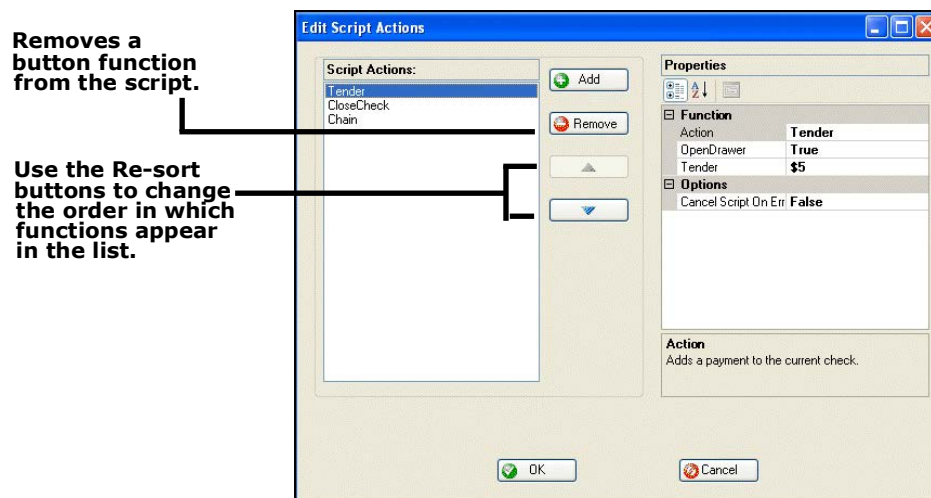 Removes a
button function
from the script.
Use the Re-sort
buttons to change
the order in which
functions appear
in the list.
Edit Script Actions
Script Actions:
Tender
CloseCheck
Chain
Add
Remove
Properties
Function
Action Tender
OpenDrawer True
Tender $5
Options
Cancel Script On Err False
Action
Adds a payment to the current check.
OK
Cancel